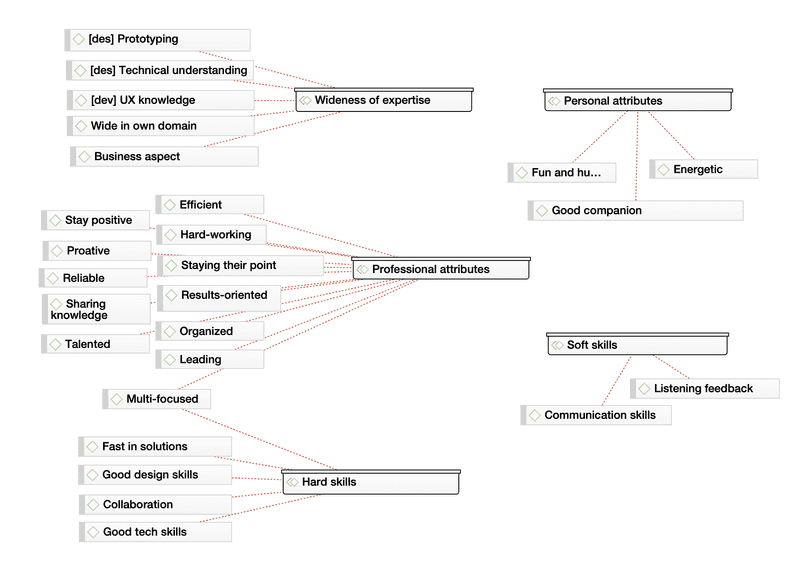 [des] Prototyping
[des] Technical understanding
[dev] UX knowledge
Wide in own domain
Business aspect
Wideness of expertise
Personal attributes
Fun and hu...
Energetic
Good companion
Efficient
Stay positive
Hard-working
Proative
Staying their point
Reliable
Results-oriented
Sharing
knowledge
Organized
Talented
Leading
Professional attributes
Multi-focused
Soft skills
Listening feedback
Communication skills
Fast in solutions
Good design skills
Collaboration
Good tech skills
Hard skills